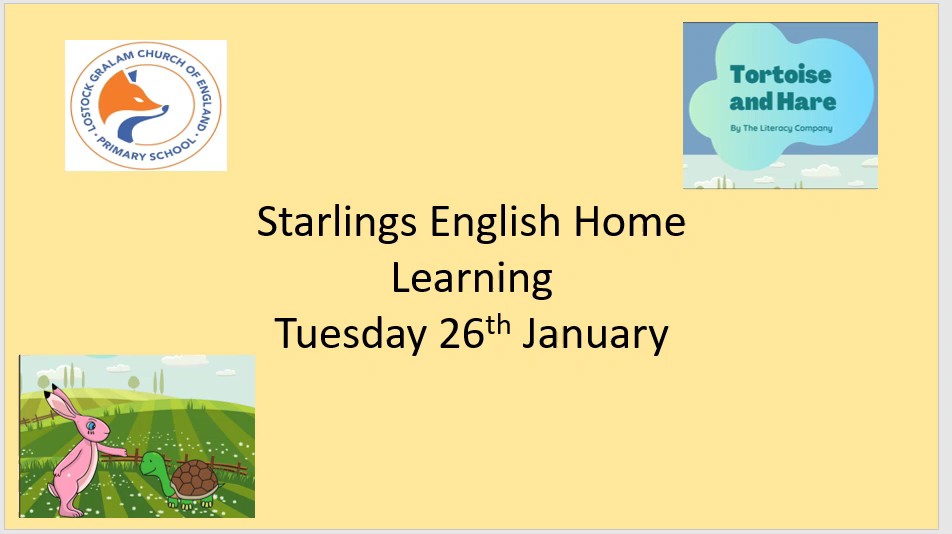 LOSTOCK GRALAM CHURCH OF ENGLAND
· PRIMARY SCHOOL ·
Tortoise
and Hare
By The Literacy Company
Starlings English Home
Learning
Tuesday 26th January